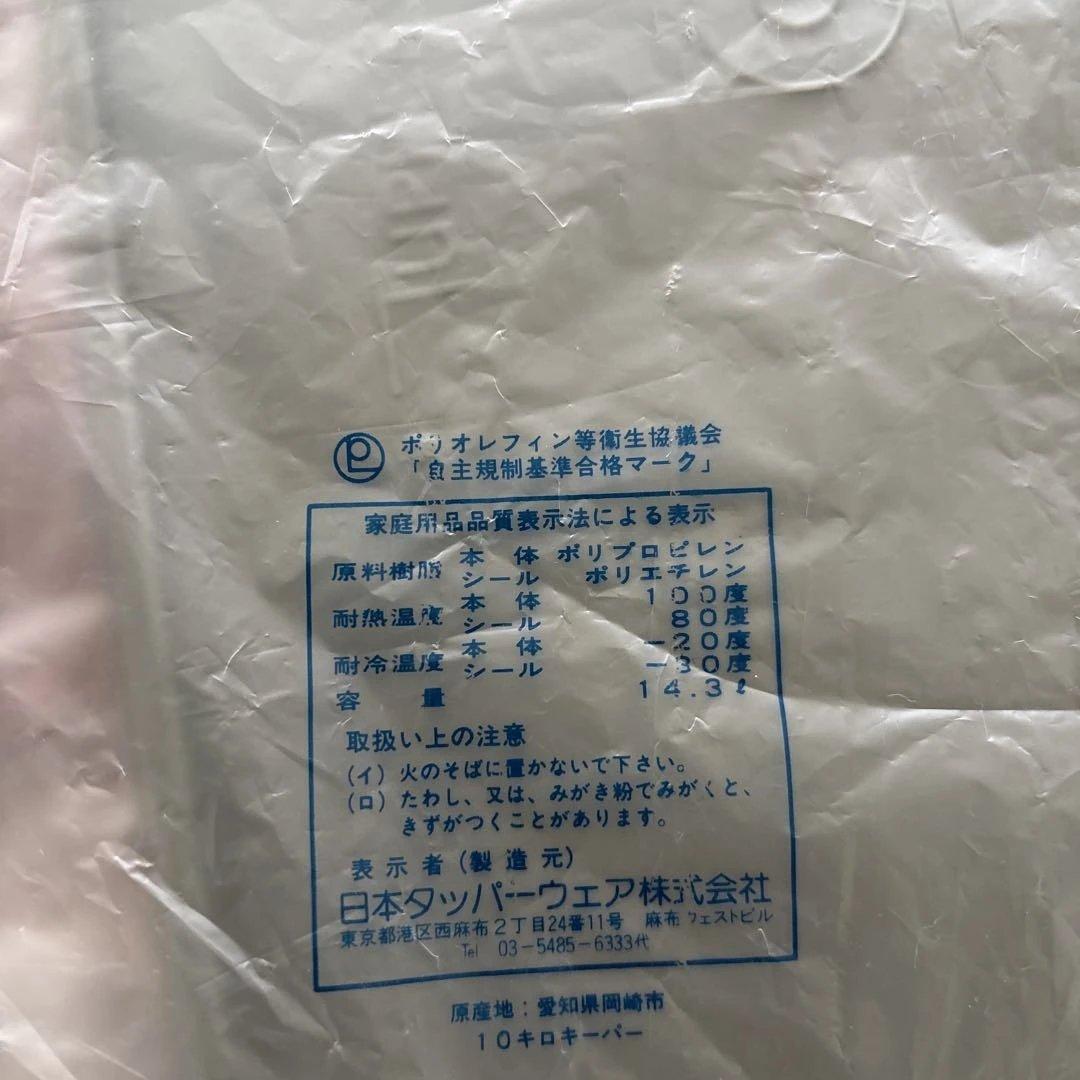 PL ポリオレフィン等衛生協議会
「自主規制基準合格マーク」
家庭用品品質表示法による表示
原料樹脂 本体 ポリプロピレン
シール ポリエチレン
耐熱温度 本体 100度
シール 80度
耐冷温度 本体 −20度
シール −30度
容量 14.3ℓ
取扱い上の注意
(イ) 火のそばに置かないで下さい。
(ロ) たわし、又は、みがき粉でみがくと、
きずがつくことがあります。
表示者(製造元)
日本タッパーウェア株式会社
東京都港区西麻布2丁目24番11号 麻布ウェストビル
Tel 03-5485-6333代
原産地:愛知県岡崎市
10キロキーパー